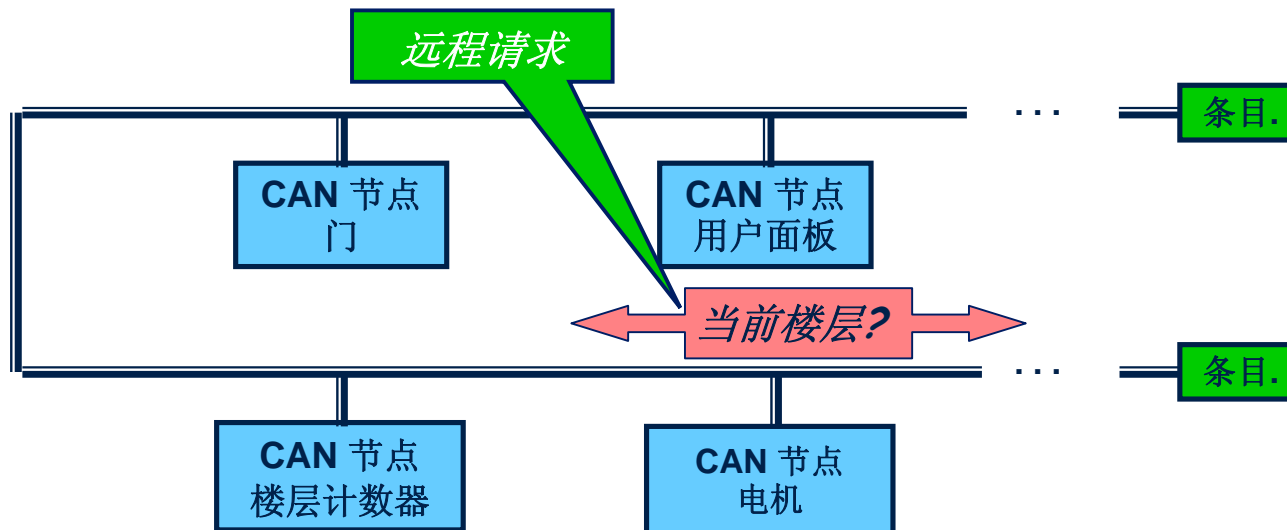 远程请求
· · ·
条目.
CAN 节点
门
CAN 节点
用户面板
当前楼层?
· · ·
条目.
CAN 节点
楼层计数器
CAN 节点
电机